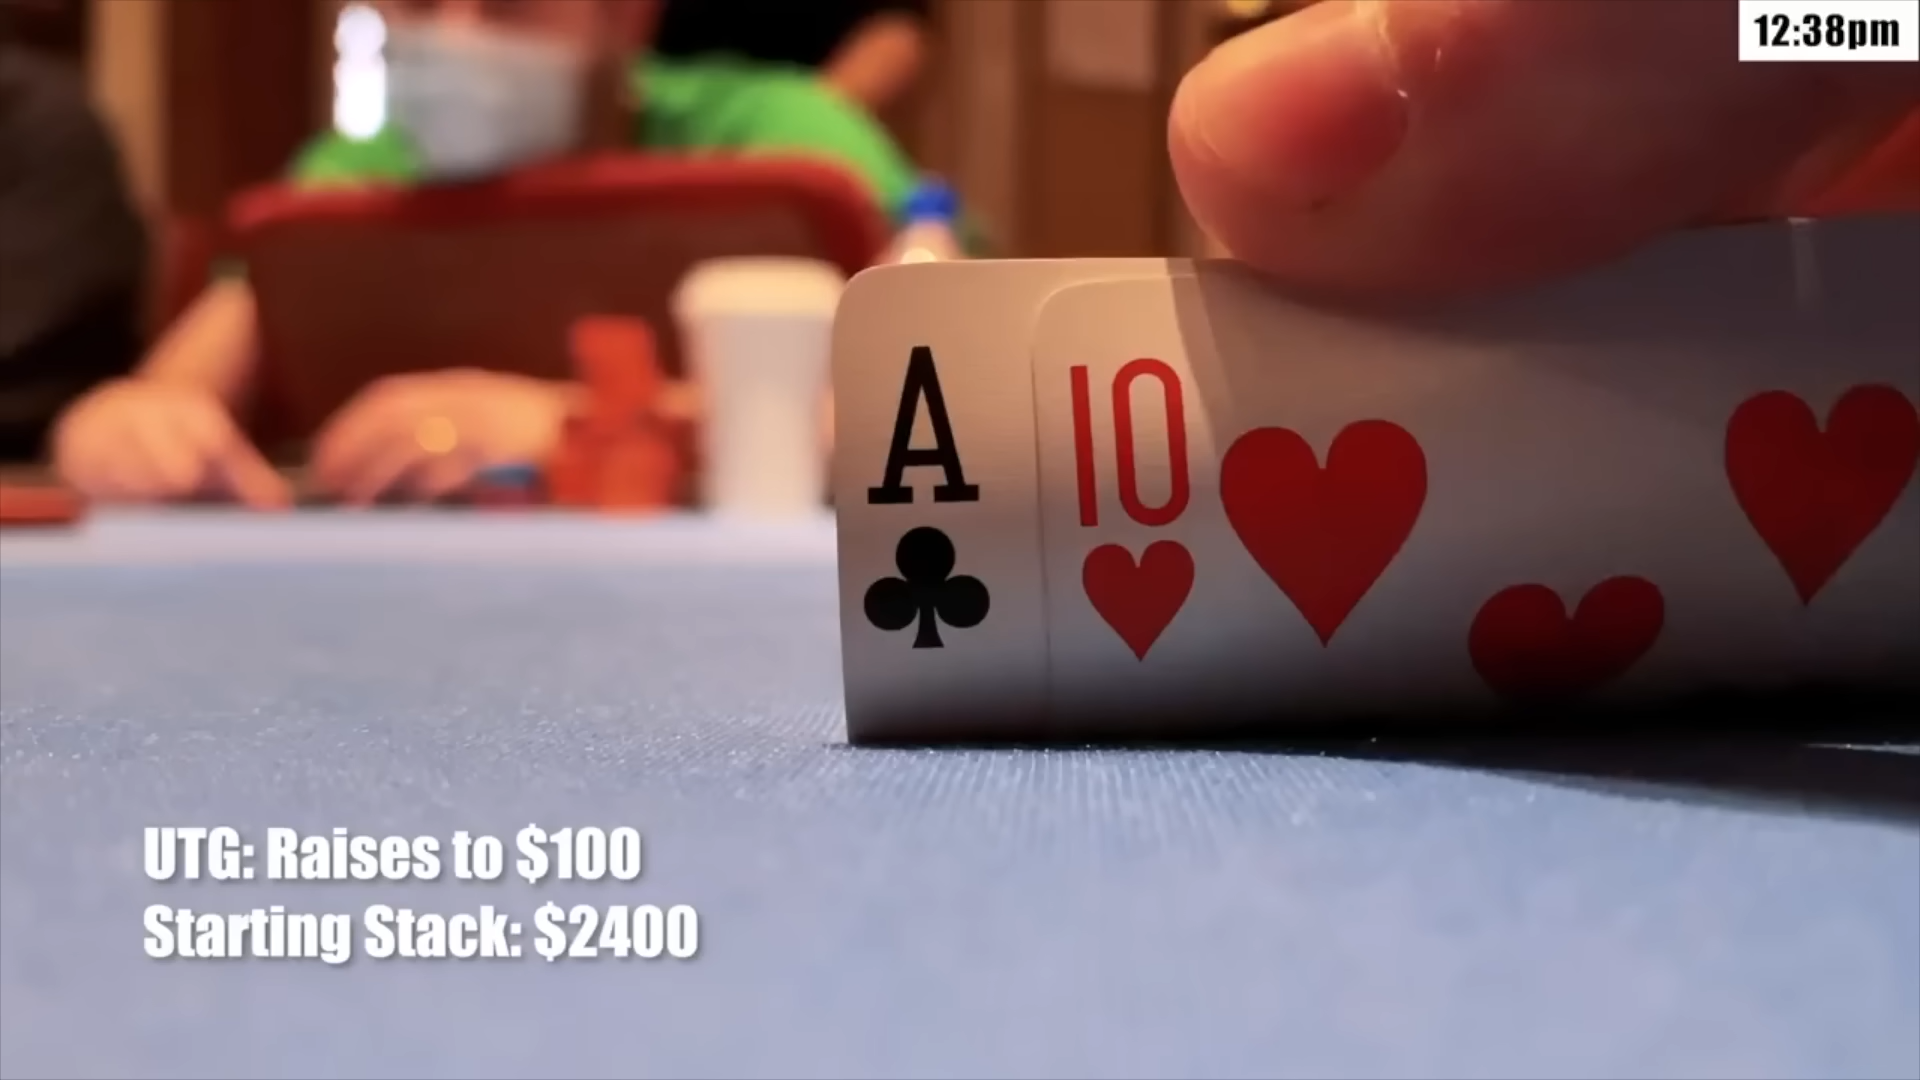 12:38pm
A
10
UTG: Raises to $100
Starting Stack: $2400